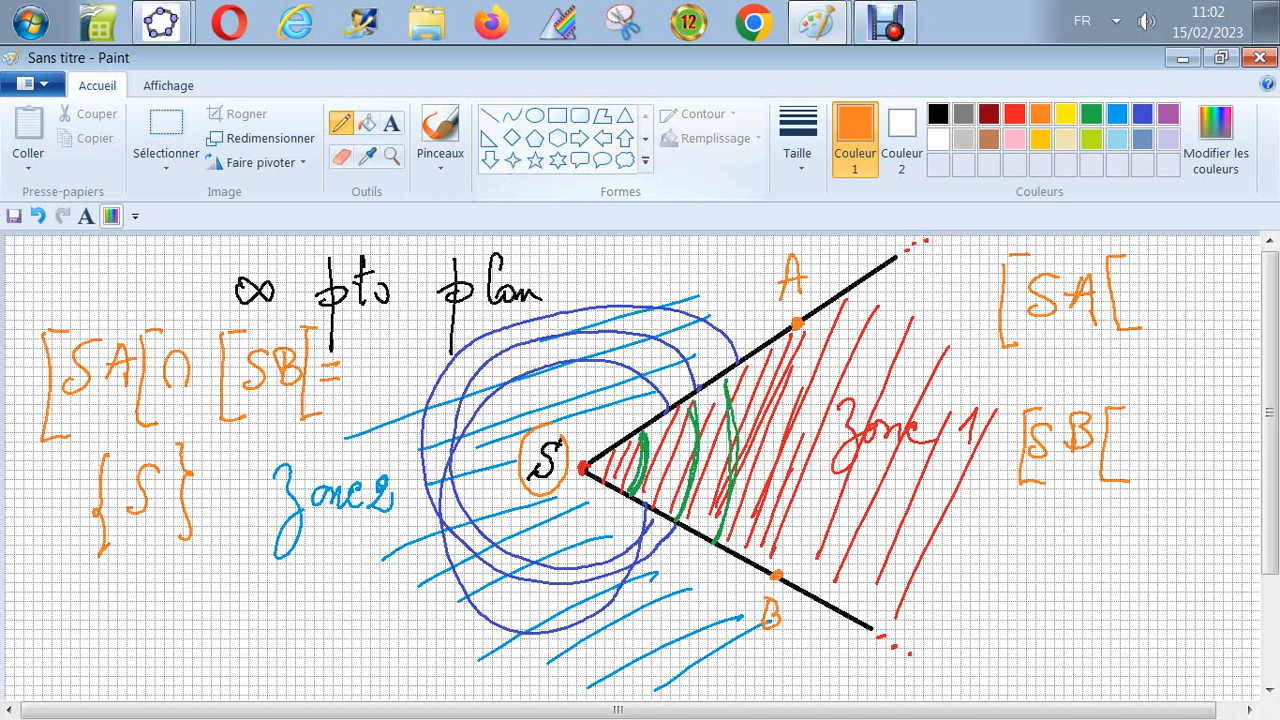 FR
11:02
15/02/2023
12
Sans titre - Paint
Accueil
Affichage
Coller
Couper
Copier
Presse-papiers
Sélectionner
Rogner
Redimensionner
Faire pivoter
Image
A
Outils
Pinceaux
Contour
Remplissage
Formes
Taille
Couleur 1
Couleur 2
Modifier les couleurs
Couleurs
A
∞ pts plan
[SA[ ∩ [SB[ =
{S}
zone 2
S
A
B
zone 1
[SA[
[SB[